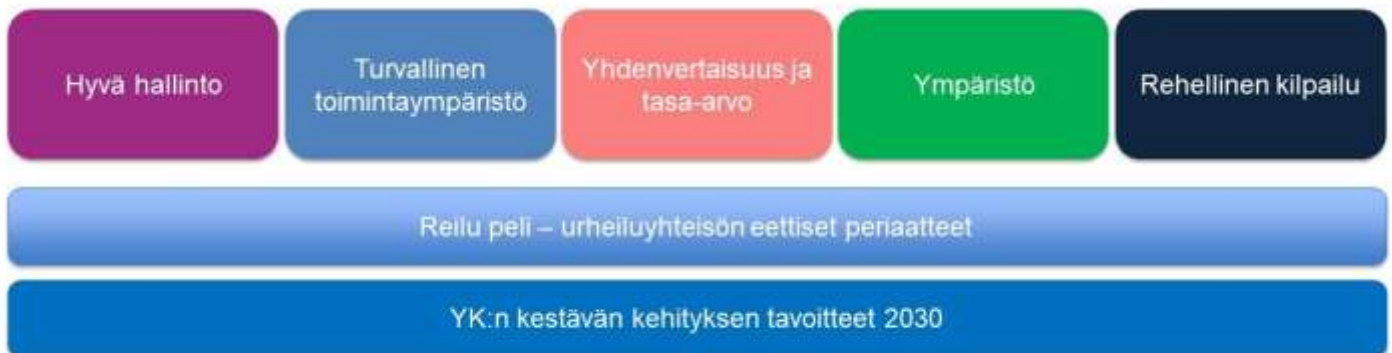 Hyvä hallinto
Turvallinen
toimintaympäristö
Yhdenvertaisuus ja
tasa-arvo
Ympäristö
Rehellinen kilpailu
Reilu peli – urheiluyhteisön eettiset periaatteet
YK:n kestävän kehityksen tavoitteet 2030